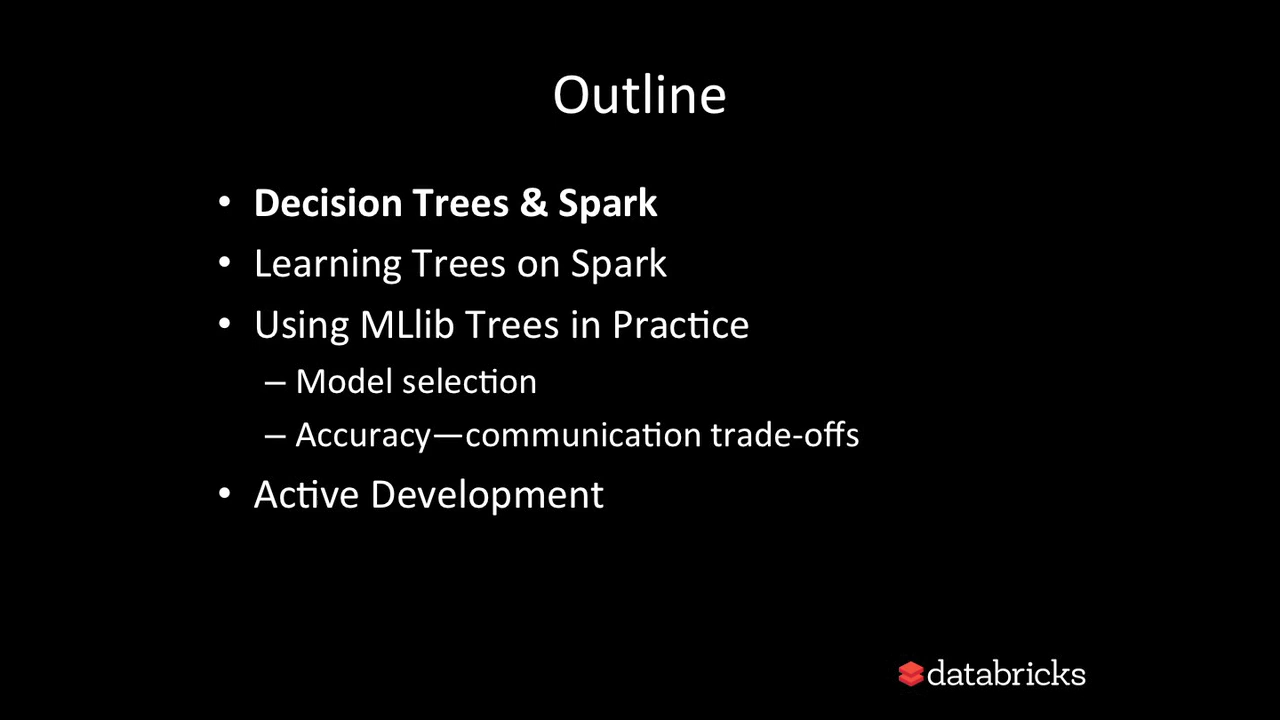 Outline
• Decision Trees & Spark
• Learning Trees on Spark
• Using MLlib Trees in Practice
– Model selection
– Accuracy—communication trade-offs
• Active Development
databricks